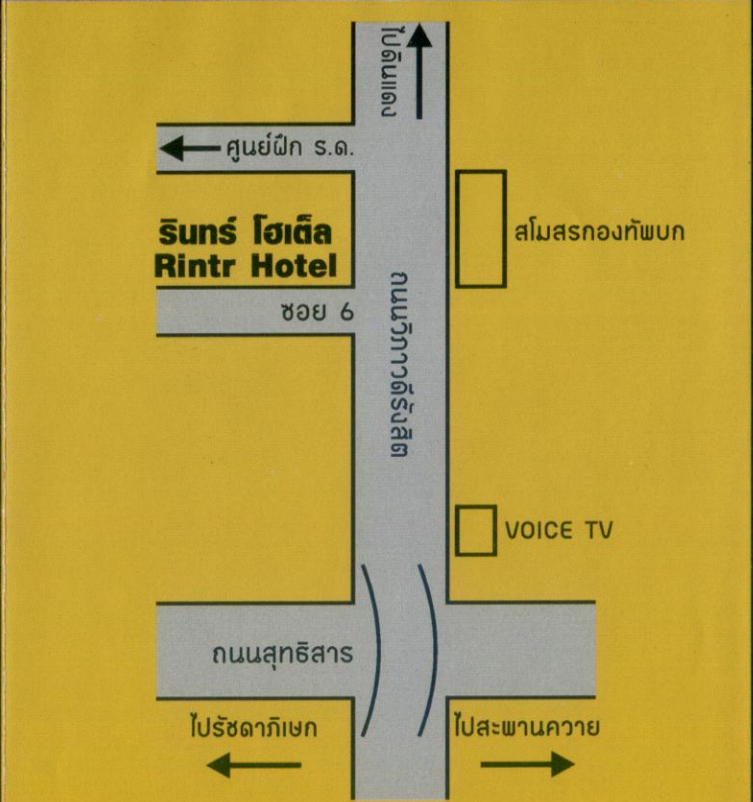 ไปดินแดง
ศูนย์ฝึก ร.ด.
รินทร์ โฮเต็ล
Rintr Hotel
สโมสรกองทัพบก
ซอย 6
ถนนวิภาวดีรังสิต
VOICE TV
ถนนสุทธิสาร
ไปรัชดาภิเษก
ไปสะพานควาย